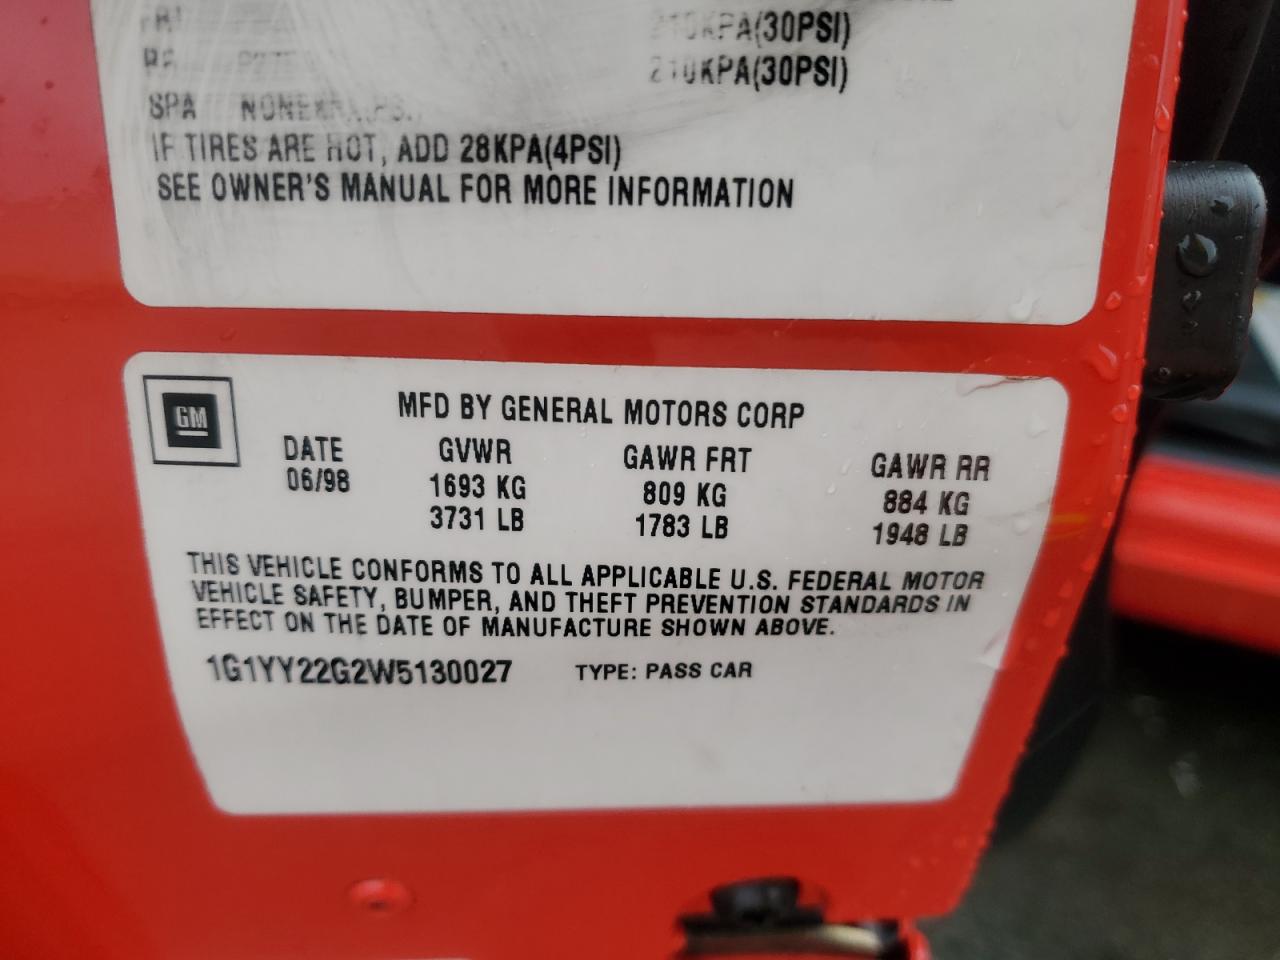 210KPA(30PSI)
210KPA(30PSI)
SPA NONE
IF TIRES ARE HOT, ADD 28KPA(4PSI)
SEE OWNER'S MANUAL FOR MORE INFORMATION
GM
MFD BY GENERAL MOTORS CORP
DATE GVWR GAWR FRT GAWR RR
06/98 1693 KG 809 KG 884 KG
3731 LB 1783 LB 1948 LB
THIS VEHICLE CONFORMS TO ALL APPLICABLE U.S. FEDERAL MOTOR
VEHICLE SAFETY, BUMPER, AND THEFT PREVENTION STANDARDS IN
EFFECT ON THE DATE OF MANUFACTURE SHOWN ABOVE.
1G1YY22G2W5130027 TYPE: PASS CAR